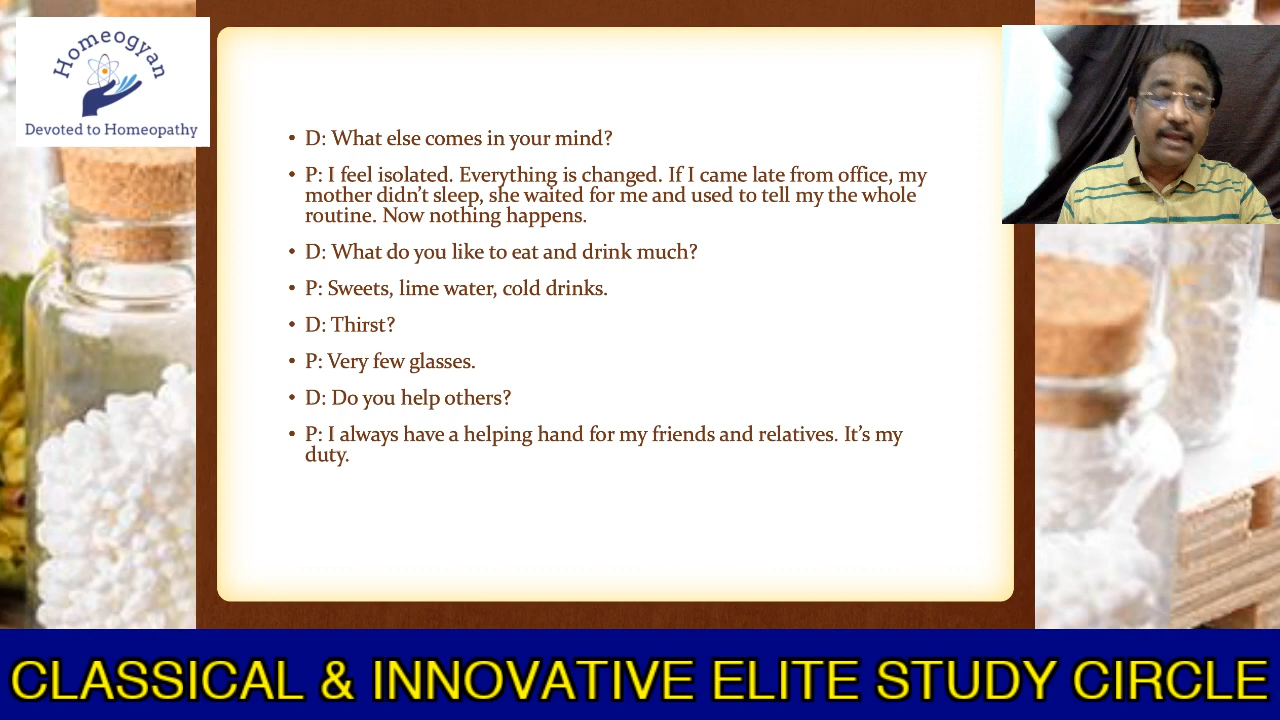 Homeogyan
Devoted to Homeopathy
• D: What else comes in your mind?
• P: I feel isolated. Everything is changed. If I came late from office, my
mother didn’t sleep, she waited for me and used to tell my the whole
routine. Now nothing happens.
• D: What do you like to eat and drink much?
• P: Sweets, lime water, cold drinks.
• D: Thirst?
• P: Very few glasses.
• D: Do you help others?
• P: I always have a helping hand for my friends and relatives. It’s my
duty.
CLASSICAL & INNOVATIVE ELITE STUDY CIRCLE